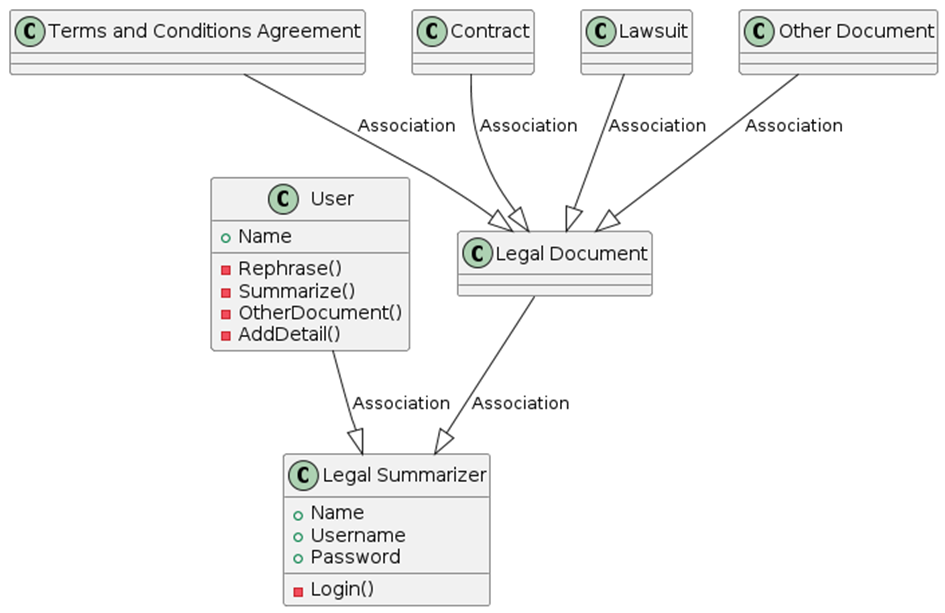 C Terms and Conditions Agreement
C Contract
C Lawsuit
C Other Document
Association
Association
Association
Association
C User
Name
Rephrase()
Summarize()
OtherDocument()
AddDetail()
C Legal Document
Association
Association
C Legal Summarizer
Name
Username
Password
Login()